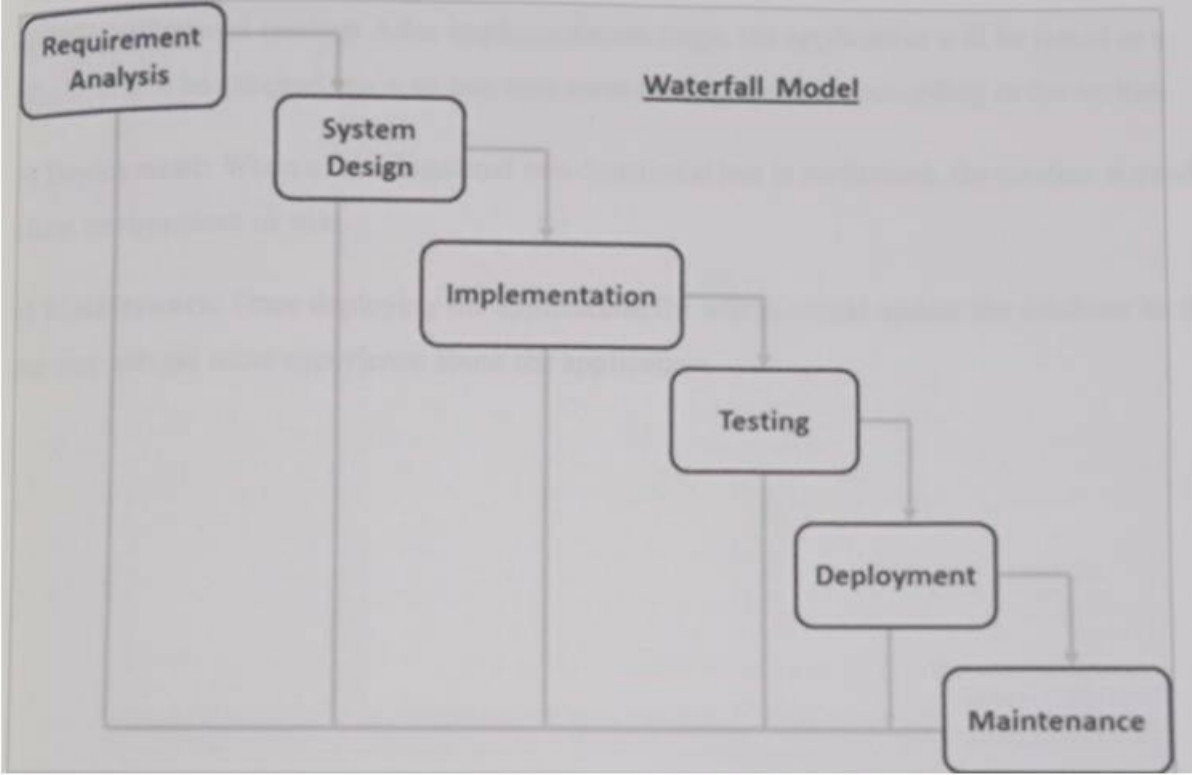 Requirement
Analysis
Waterfall Model
System
Design
Implementation
Testing
Deployment
Maintenance